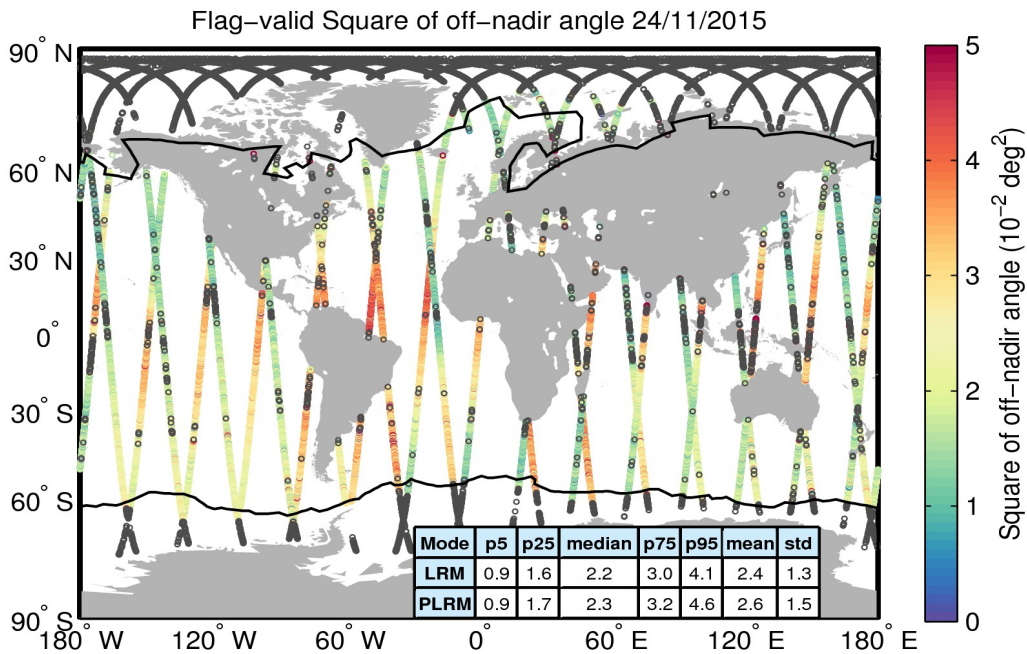 Flag−valid Square of off−nadir angle 24/11/2015
90° N
60° N
30° N
0°
30° S
60° S
90° S
180° W
120° W
60° W
0°
60° E
120° E
180° E
Mode p5 p25 median p75 p95 mean std
LRM 0.9 1.6 2.2 3.0 4.1 2.4 1.3
PLRM 0.9 1.7 2.3 3.2 4.6 2.6 1.5
5
4
3
2
1
0
Square of off−nadir angle (10⁻² deg²)